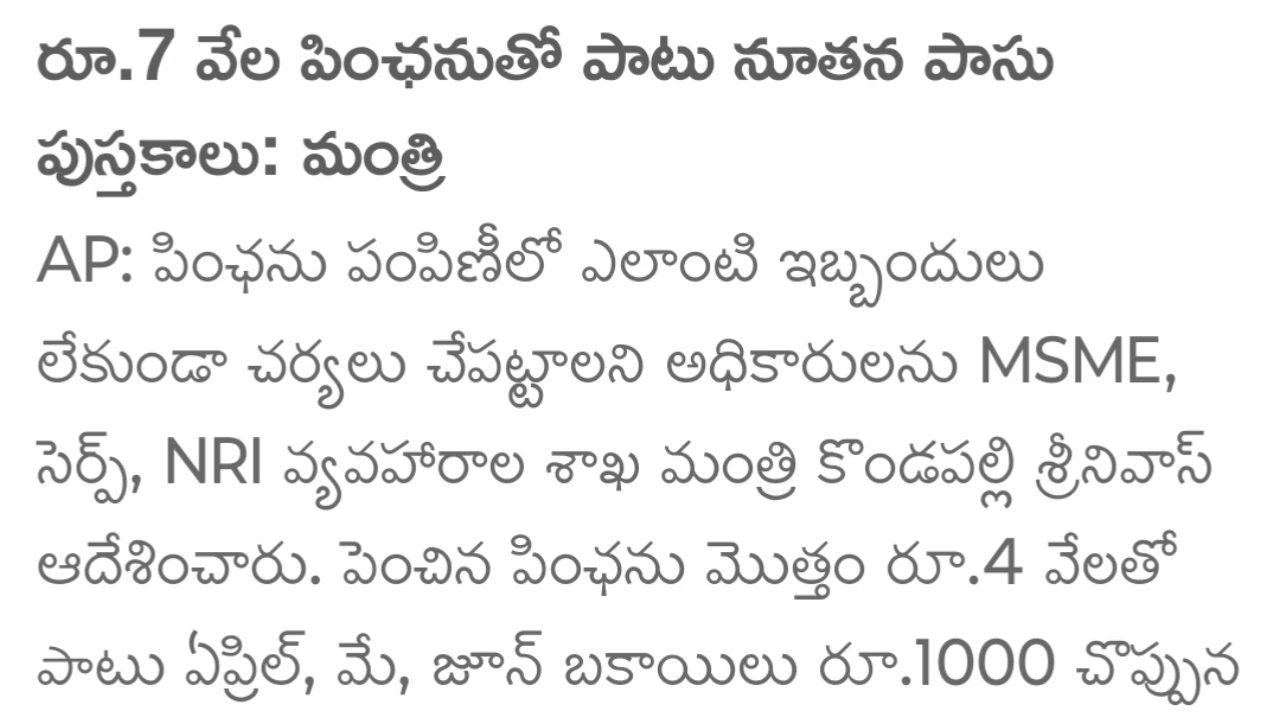 రూ.7 వేల పింఛనుతో పాటు నూతన పాసు
పుస్తకాలు: మంత్రి
AP: పింఛను పంపిణీలో ఎలాంటి ఇబ్బందులు
లేకుండా చర్యలు చేపట్టాలని అధికారులను MSME,
సెర్ప్, NRI వ్యవహారాల శాఖ మంత్రి కొండపల్లి శ్రీనివాస్
ఆదేశించారు. పెంచిన పింఛను మొత్తం రూ.4 వేలతో
పాటు ఏప్రిల్, మే, జూన్ బకాయిలు రూ.1000 చొప్పున